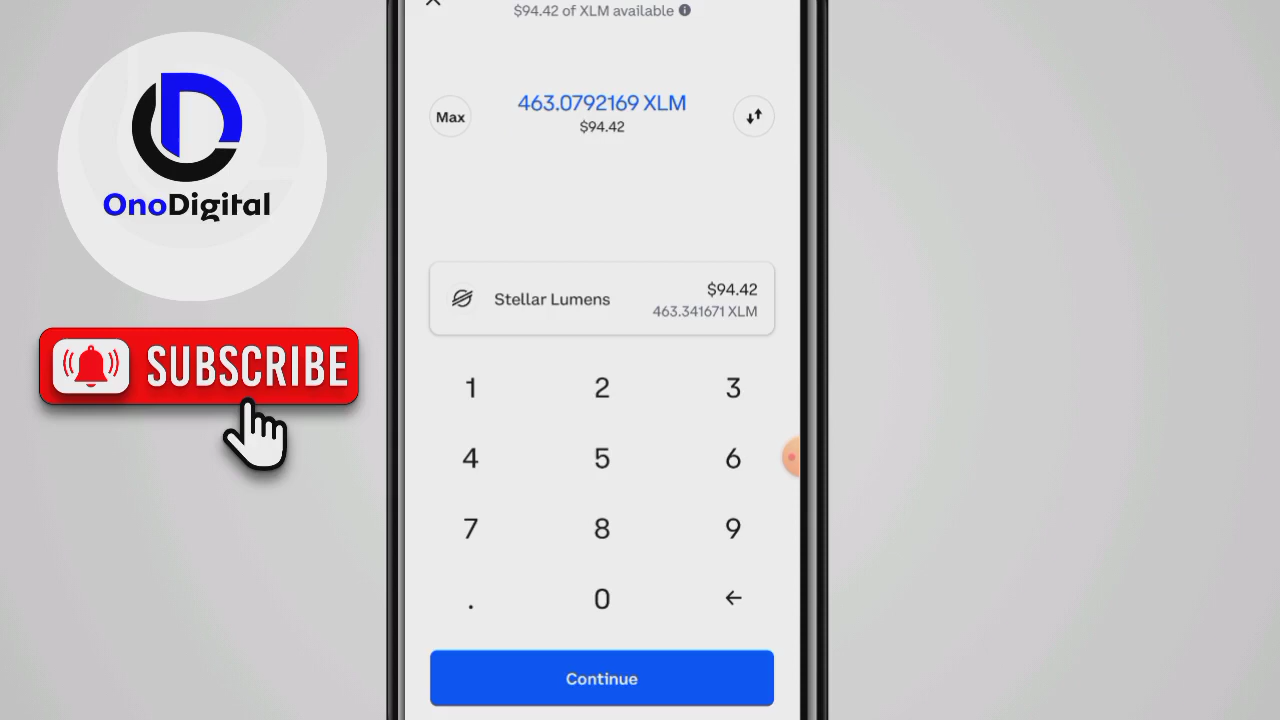 $94.42 of XLM available
Max
463.0792169 XLM
$94.42
OnoDigital
Stellar Lumens
$94.42
463.341671 XLM
SUBSCRIBE
1 2 3
4 5 6
7 8 9
. 0
Continue